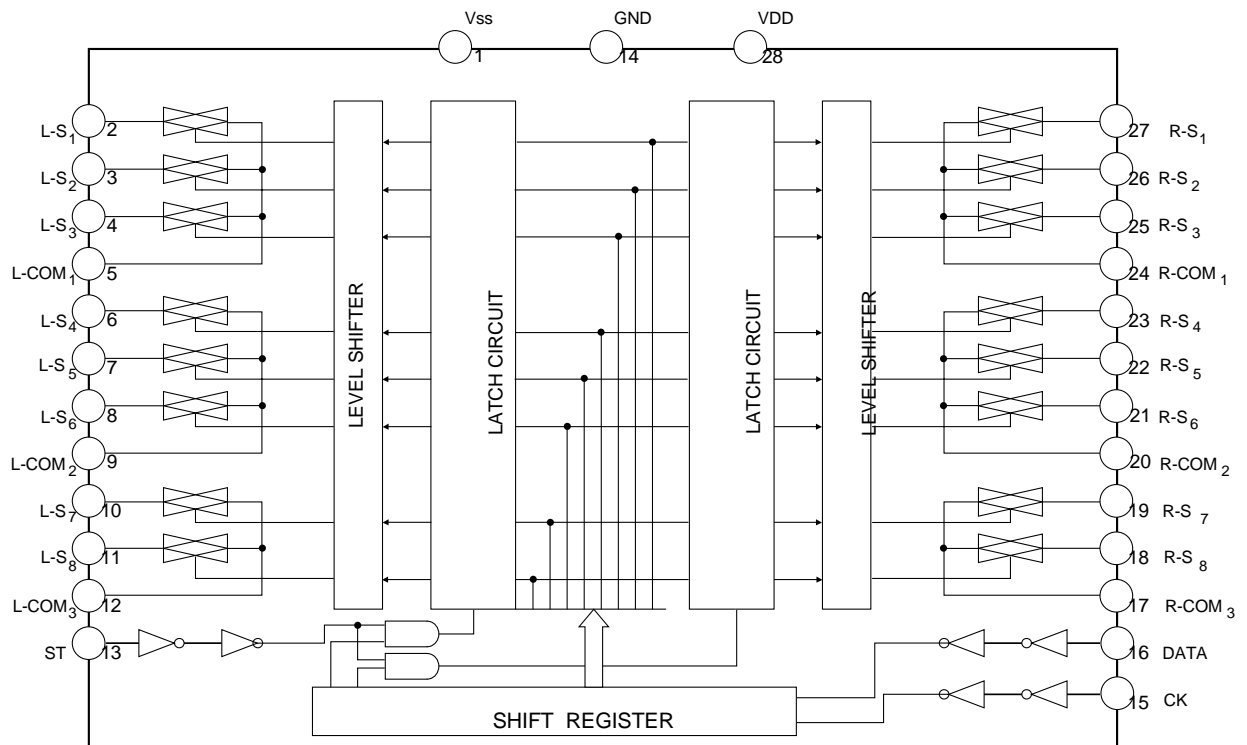 Vss GND VDD
1 14 28
L-S1 2
L-S2 3
L-S3 4
L-COM1 5
L-S4 6
L-S5 7
L-S6 8
L-COM2 9
L-S7 10
L-S8 11
L-COM3 12
ST 13
LEVEL SHIFTER
LATCH CIRCUIT
LATCH CIRCUIT
LEVEL SHIFTER
27 R-S1
26 R-S2
25 R-S3
24 R-COM1
23 R-S4
22 R-S5
21 R-S6
20 R-COM2
19 R-S7
18 R-S8
17 R-COM3
16 DATA
15 CK
SHIFT REGISTER